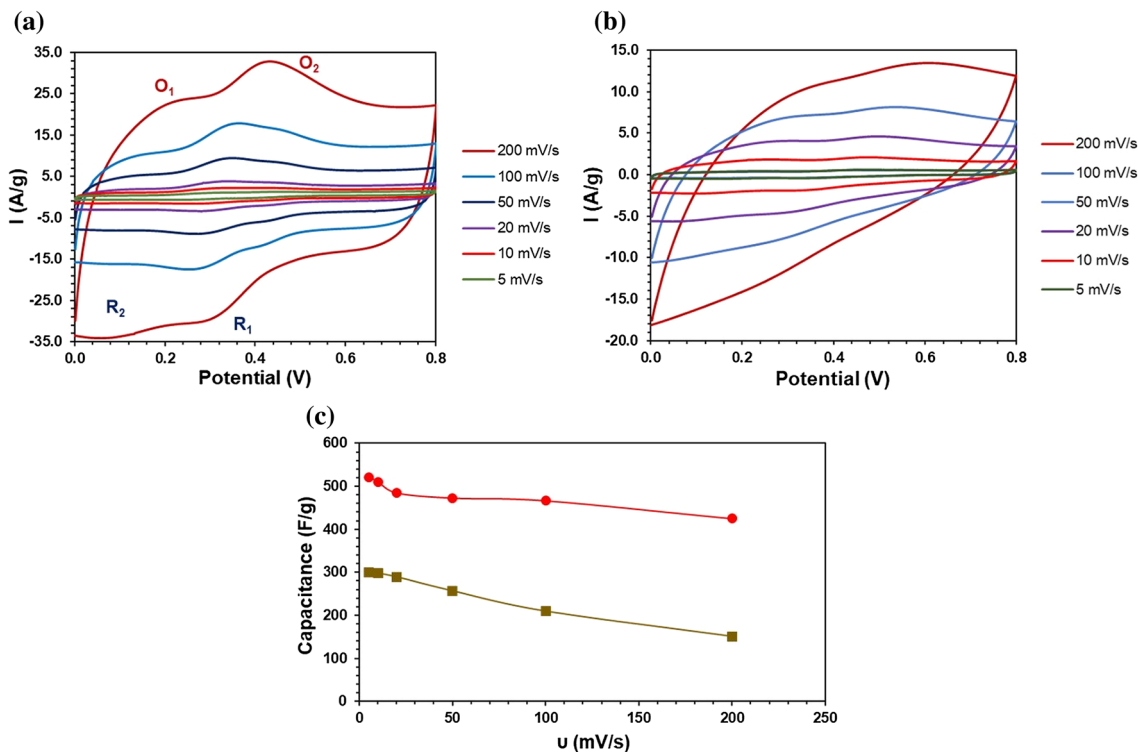 (a)
35.0
25.0
15.0
5.0
-5.0
-15.0
-25.0
-35.0
I (A/g)
O1
O2
R2
R1
0.0 0.2 0.4 0.6 0.8
Potential (V)
200 mV/s
100 mV/s
50 mV/s
20 mV/s
10 mV/s
5 mV/s
(b)
15.0
10.0
5.0
0.0
-5.0
-10.0
-15.0
-20.0
I (A/g)
0.0 0.2 0.4 0.6 0.8
Potential (V)
200 mV/s
100 mV/s
50 mV/s
20 mV/s
10 mV/s
5 mV/s
(c)
600
500
400
300
200
100
0
Capacitance (F/g)
0 50 100 150 200 250
υ (mV/s)